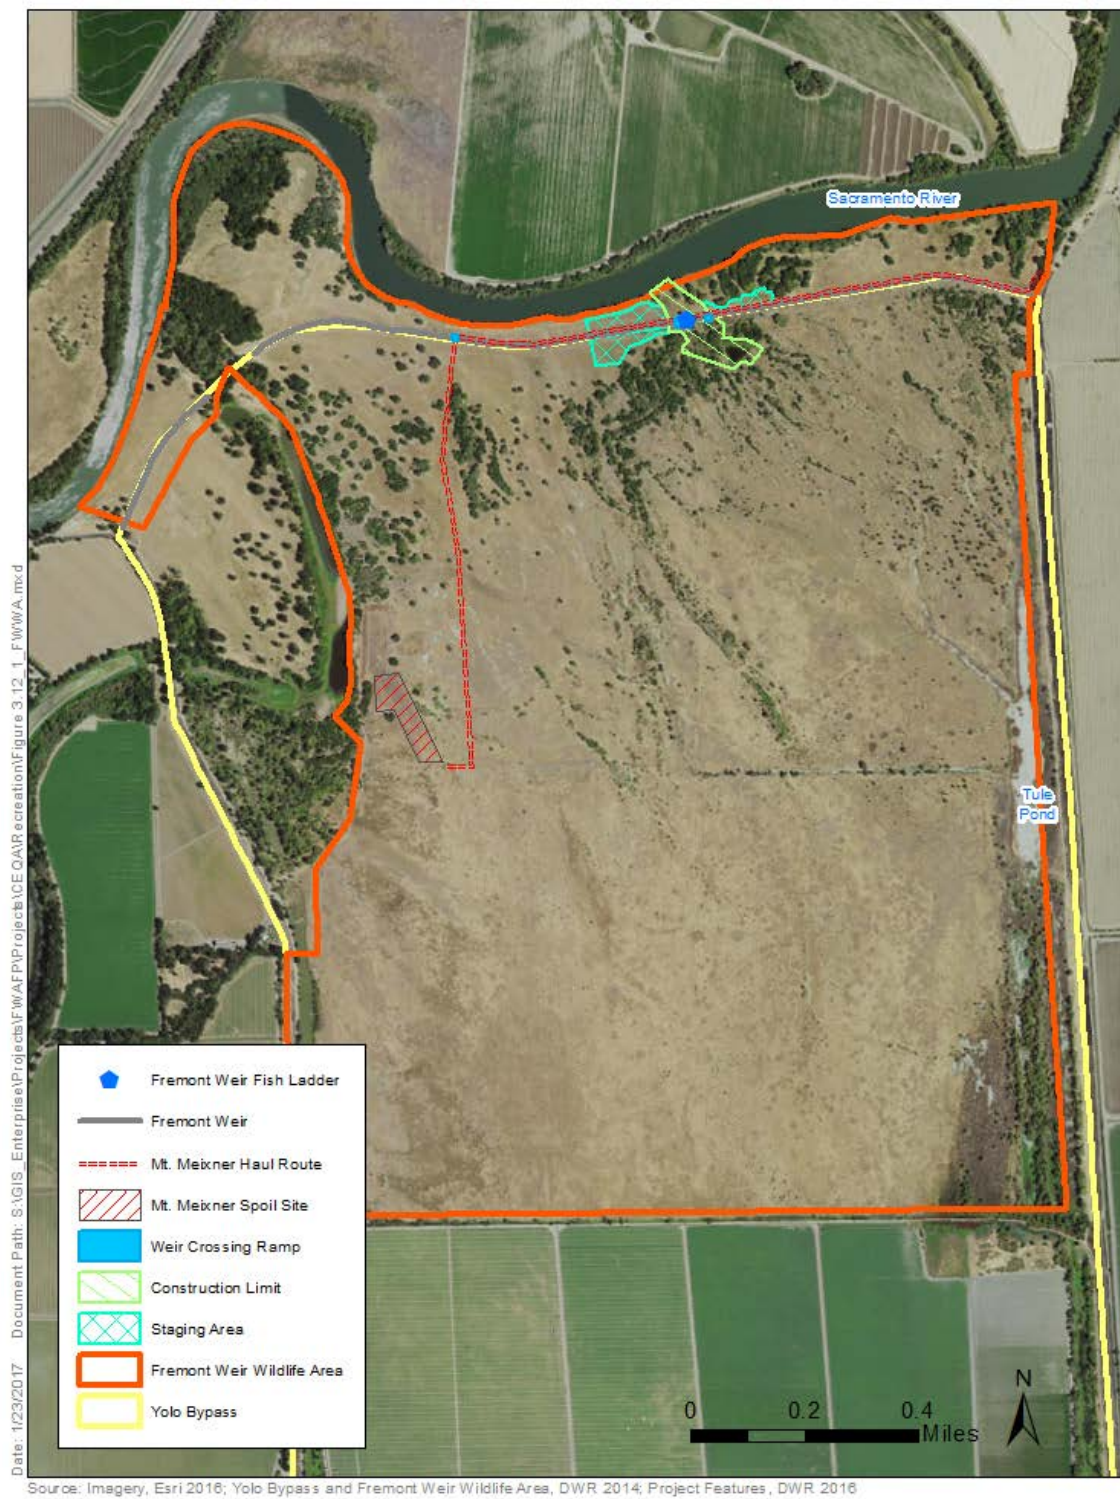 Sacramento River
Tule
Pond
Fremont Weir Fish Ladder
Fremont Weir
Mt. Meixner Haul Route
Mt. Meixner Spoil Site
Weir Crossing Ramp
Construction Limit
Staging Area
Fremont Weir Wildlife Area
Yolo Bypass
N
0 0.2 0.4
Miles
Date: 1/23/2017 Document Path: S:\GIS_Enterprise\Projects\FWAFP\Projects\CEQA\Recreation\Figure 3.12_1_FWWA.mxd
Source: Imagery, Esri 2016; Yolo Bypass and Fremont Weir Wildlife Area, DWR 2014; Project Features, DWR 2016